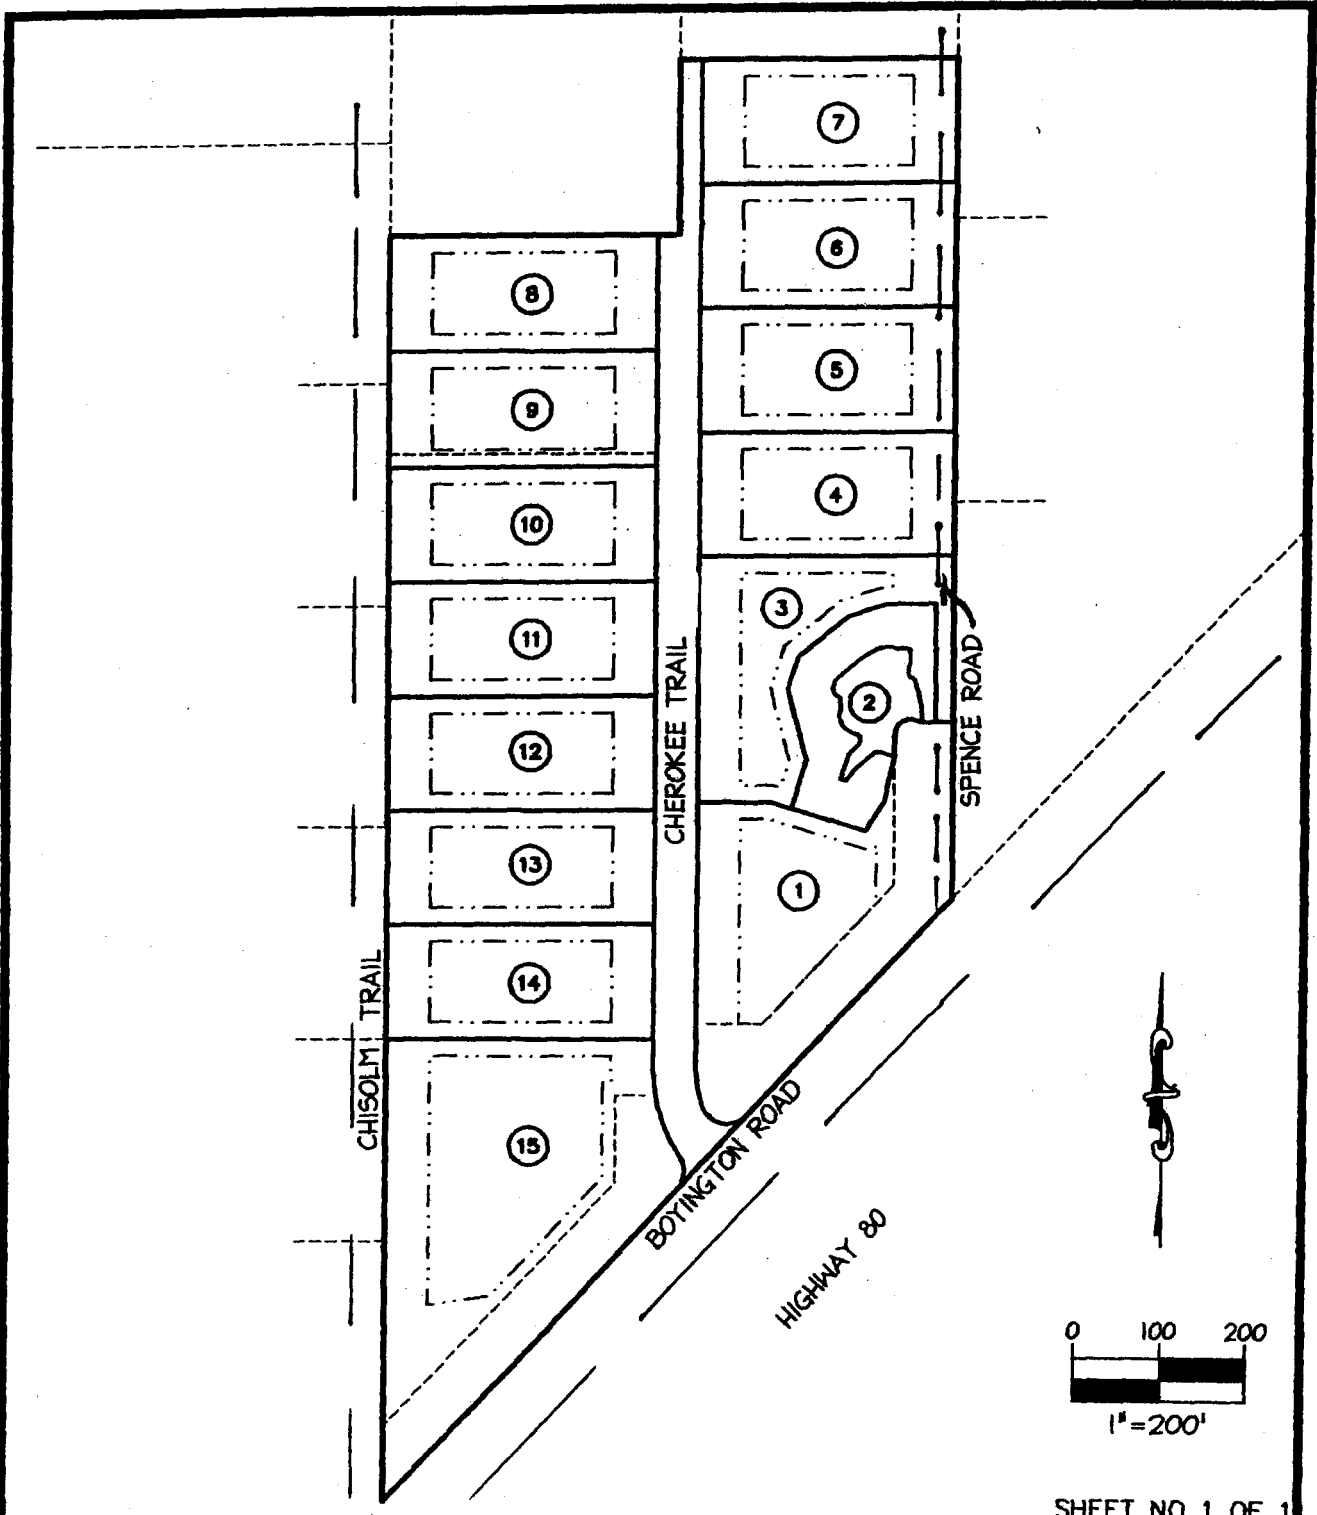 7
6
8
5
9
4
10
3
11
CHEROKEE TRAIL
2
SPENCE ROAD
12
13
1
14
CHISOLM TRAIL
15
BOYINGTON ROAD
HIGHWAY 80
0 100 200
1"=200'
SHEET NO. 1 OF 1